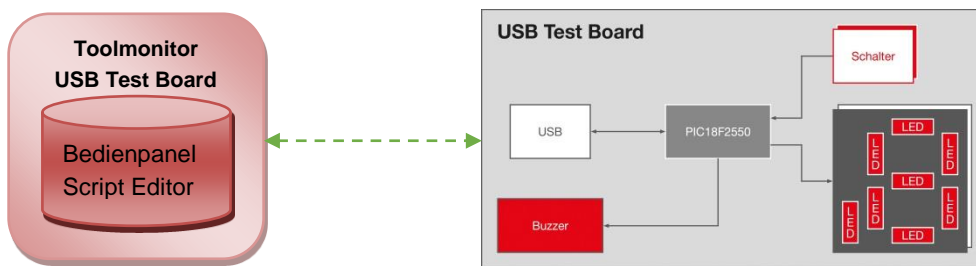 Toolmonitor
USB Test Board
Bedienpanel
Script Editor
USB Test Board
Schalter
USB
PIC18F2550
Buzzer
LED
LED
LED
LED
LED
LED
LED
LED